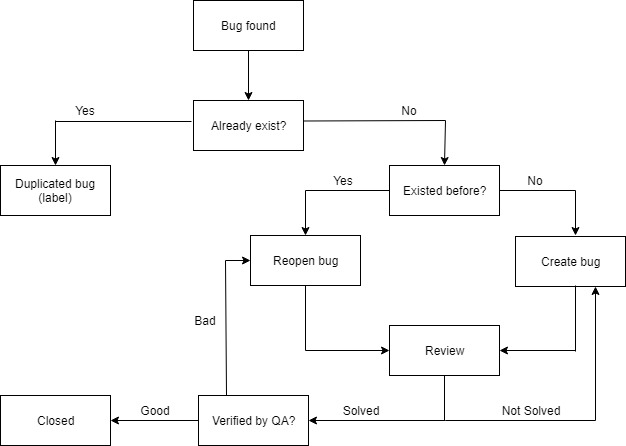 Bug found
Yes
No
Already exist?
Duplicated bug
(label)
Yes
Existed before?
No
Reopen bug
Create bug
Bad
Review
Closed
Good
Verified by QA?
Solved
Not Solved